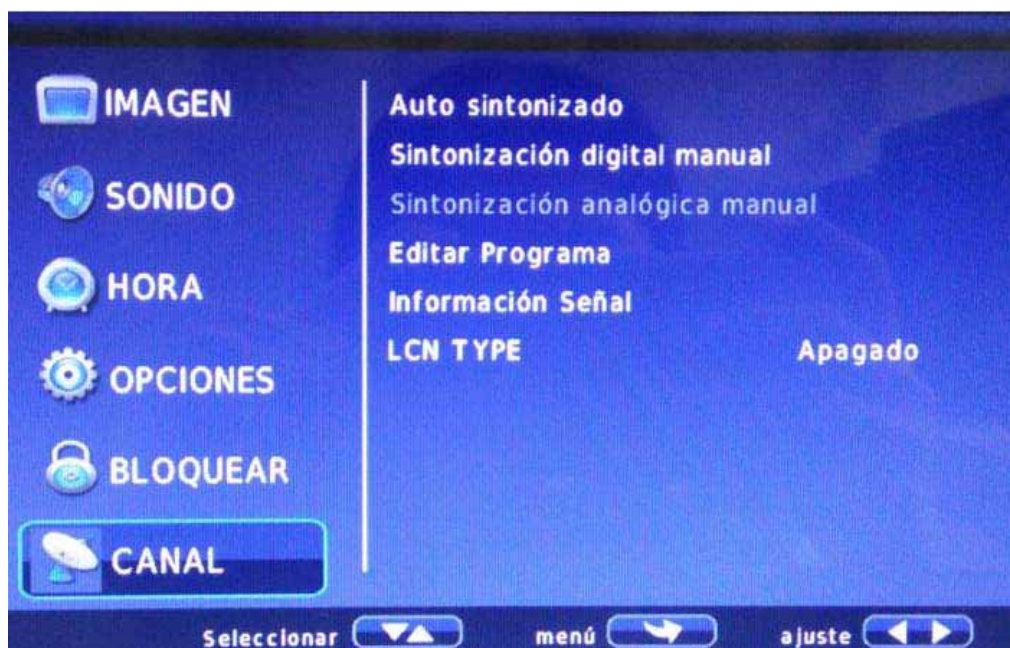 IMAGEN
SONIDO
HORA
OPCIONES
BLOQUEAR
CANAL
Auto sintonizado
Sintonización digital manual
Sintonización analógica manual
Editar Programa
Información Señal
LCN TYPE Apagado
Seleccionar menú ajuste